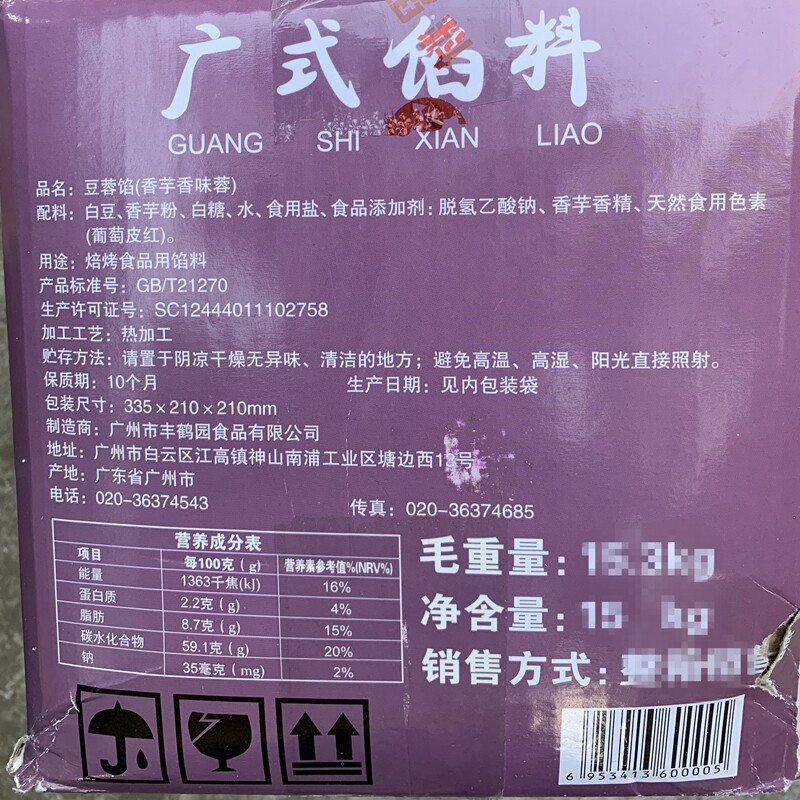 广式馅料
GUANG SHI XIAN LIAO
品名：豆蓉馅(香芋香味蓉)
配料：白豆、香芋粉、白糖、水、食用盐、食品添加剂：脱氢乙酸钠、香芋香精、天然食用色素
(葡萄皮红)。
用途：焙烤食品用馅料
产品标准号：GB/T21270
生产许可证号：SC12444011102758
加工工艺：热加工
贮存方法：请置于阴凉干燥无异味、清洁的地方；避免高温、高湿、阳光直接照射。
保质期：10个月 生产日期：见内包装袋
包装尺寸：335×210×210mm
制造商：广州市丰鹤园食品有限公司
地址：广州市白云区江高镇神山南浦工业区塘边西
产地：广东省广州市
电话：020-36374543 传真：020-36374685
营养成分表
项目 每100克(g) 营养素参考值%(NRV%)
能量 1363千焦(kJ) 16%
蛋白质 2.2克(g) 4%
脂肪 8.7克(g) 15%
碳水化合物 59.1克(g) 20%
钠 35毫克(mg) 2%
毛重量：15.3kg
净含量：15 kg
销售方式：
6 953413 600005